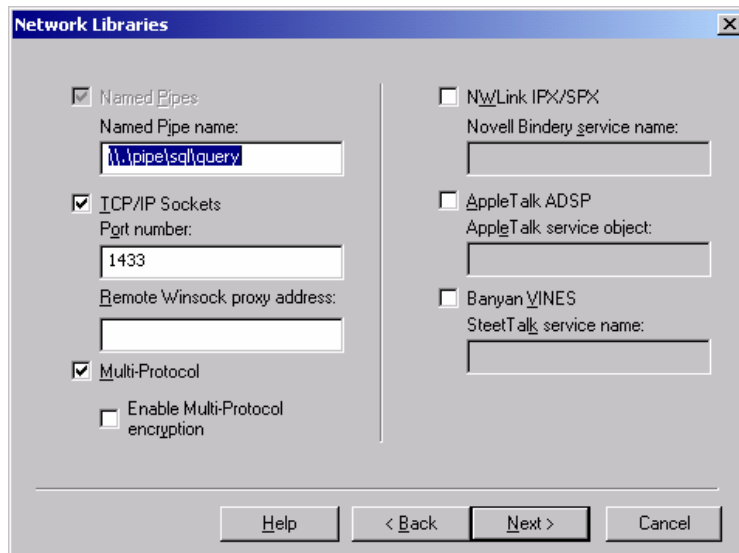 Network Libraries
Named Pipes
Named Pipe name:
\\.\pipe\sql\query
TCP/IP Sockets
Port number:
1433
Remote Winsock proxy address:
Multi-Protocol
Enable Multi-Protocol
encryption
NWLink IPX/SPX
Novell Bindery service name:
AppleTalk ADSP
AppleTalk service object:
Banyan VINES
SteetTalk service name:
Help
< Back
Next >
Cancel